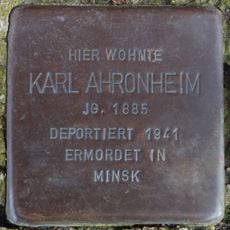 HIER WOHNTE
KARL AHRONHEIM
JG. 1885
DEPORTIERT 1941
ERMORDET IN
MINSK